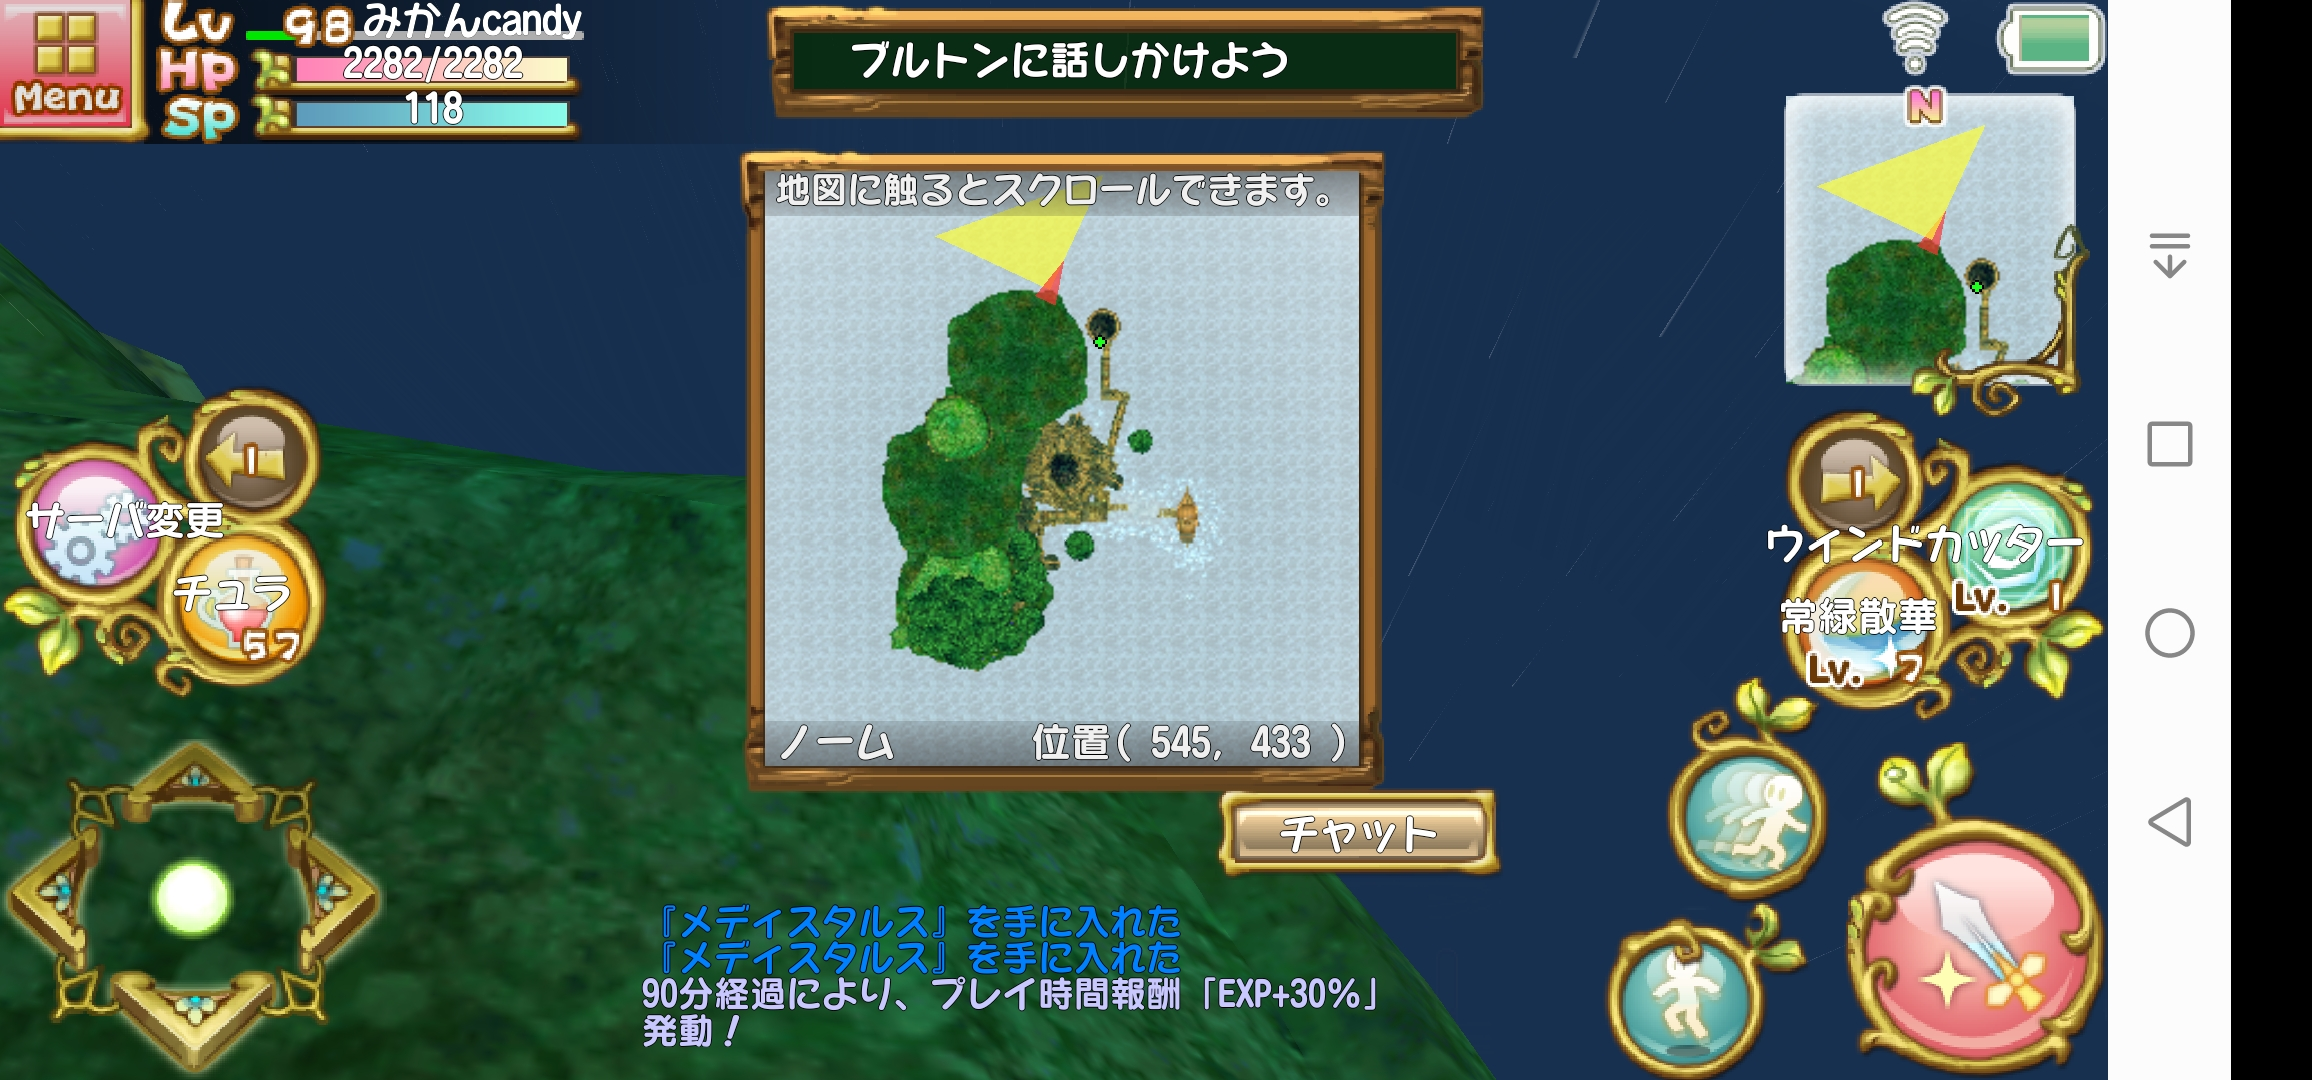 Menu
Lv 98 みかんcandy
HP 2282/2282
SP 118
ブルトンに話しかけよう
N
地図に触るとスクロールできます。
ノーム 位置( 545, 433 )
1
サーバ変更
チュラ
57
1
ウインドカッター
Lv. 1
常緑散華
Lv. 7
チャット
『メディスタルス』を手に入れた
『メディスタルス』を手に入れた
90分経過により、プレイ時間報酬「EXP+30%」
発動！